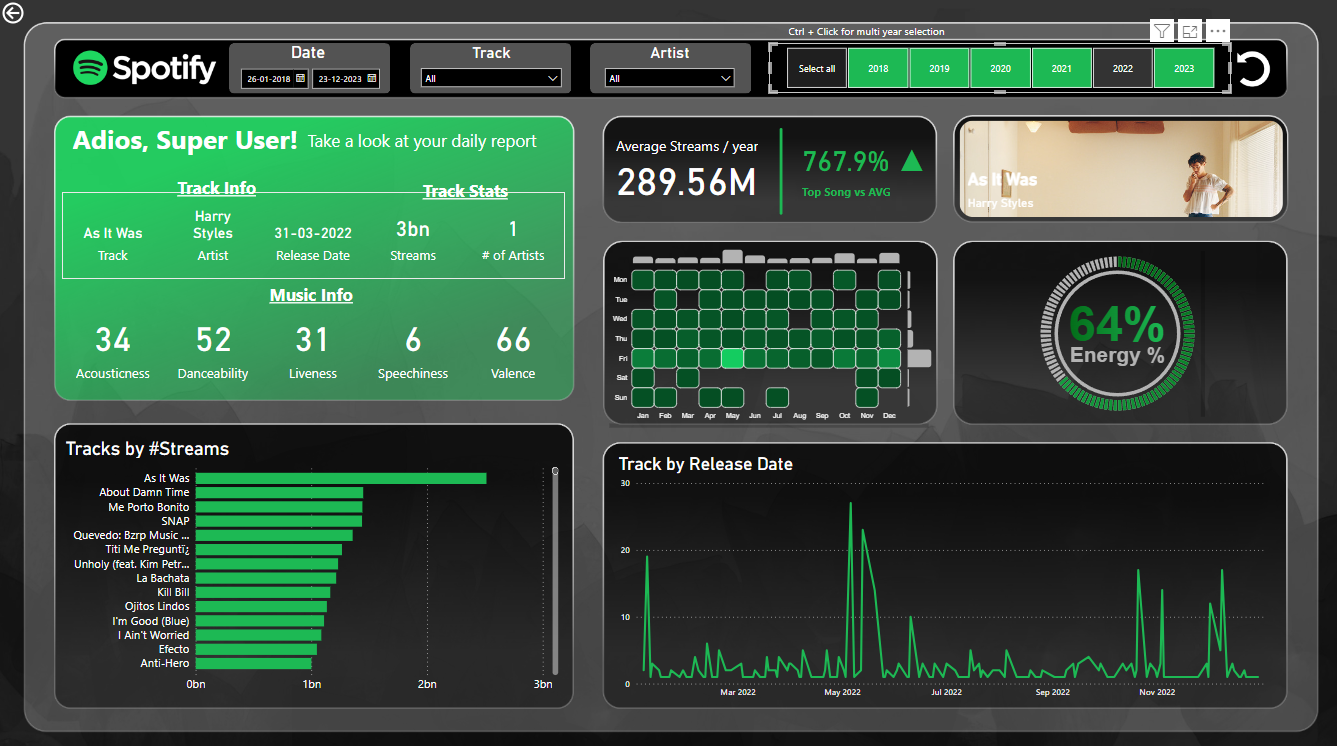 Ctrl + Click for multi year selection
Spotify
Date
26-01-2018 23-12-2023
Track
All
Artist
All
Select all 2018 2019 2020 2021 2022 2023
Adios, Super User! Take a look at your daily report
Track Info Track Stats
As It Was Harry Styles 31-03-2022 3bn 1
Track Artist Release Date Streams # of Artists
Music Info
34 52 31 6 66
Acousticness Danceability Liveness Speechiness Valence
Average Streams / year
289.56M
767.9%
Top Song vs AVG
As It Was
Harry Styles
Mon
Tue
Wed
Thu
Fri
Sat
Sun
Jan Feb Mar Apr May Jun Jul Aug Sep Oct Nov Dec
64%
Energy %
Tracks by #Streams
As It Was
About Damn Time
Me Porto Bonito
SNAP
Quevedo: Bzrp Music ...
Titi Me Preguntï¿
Unholy (feat. Kim Petr...
La Bachata
Kill Bill
Ojitos Lindos
I'm Good (Blue)
I Ain't Worried
Efecto
Anti-Hero
0bn 1bn 2bn 3bn
Track by Release Date
30
20
10
0
Mar 2022 May 2022 Jul 2022 Sep 2022 Nov 2022